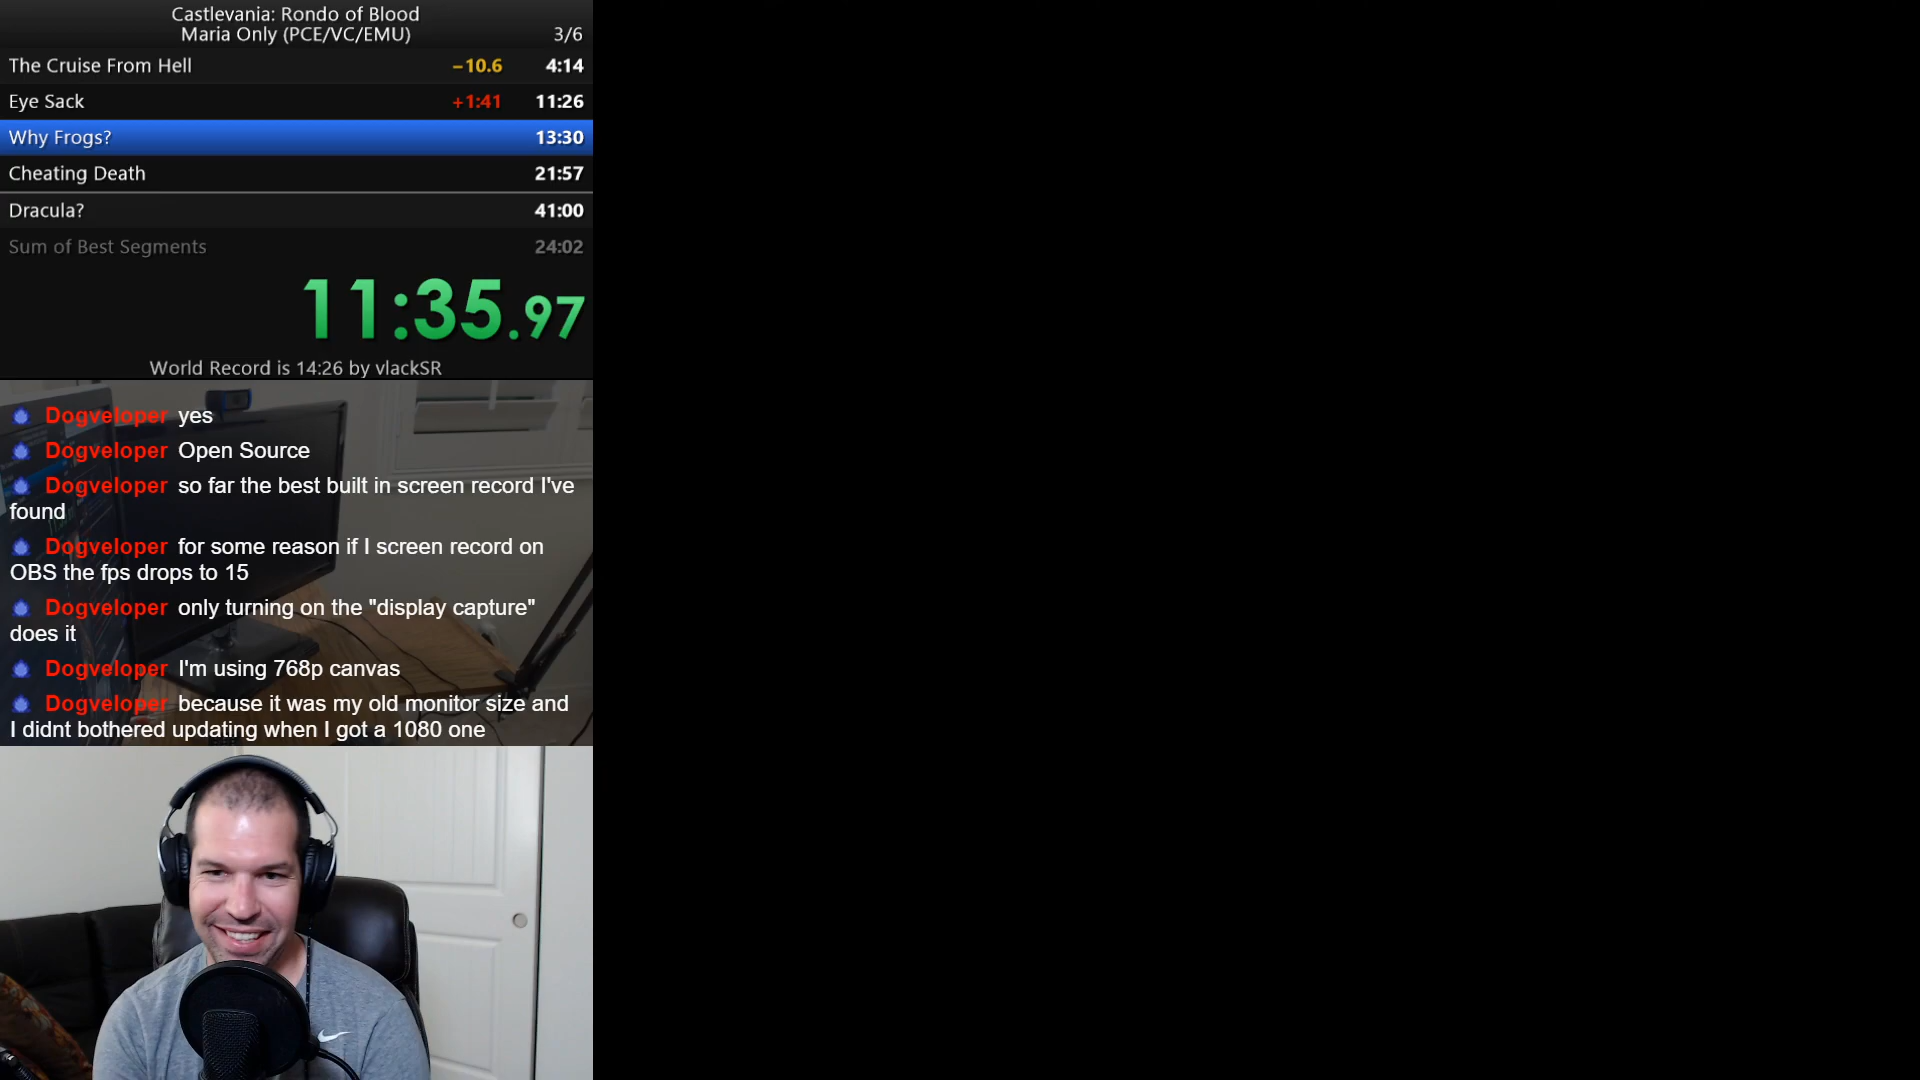 Castlevania: Rondo of Blood
Maria Only (PCE/VC/EMU) 3/6
The Cruise From Hell −10.6 4:14
Eye Sack +1:41 11:26
Why Frogs? 13:30
Cheating Death 21:57
Dracula? 41:00
Sum of Best Segments 24:02
11:35.97
World Record is 14:26 by vlackSR
Dogveloper yes
Dogveloper Open Source
Dogveloper so far the best built in screen record I've
found
Dogveloper for some reason if I screen record on
OBS the fps drops to 15
Dogveloper only turning on the "display capture"
does it
Dogveloper I'm using 768p canvas
Dogveloper because it was my old monitor size and
I didnt bothered updating when I got a 1080 one